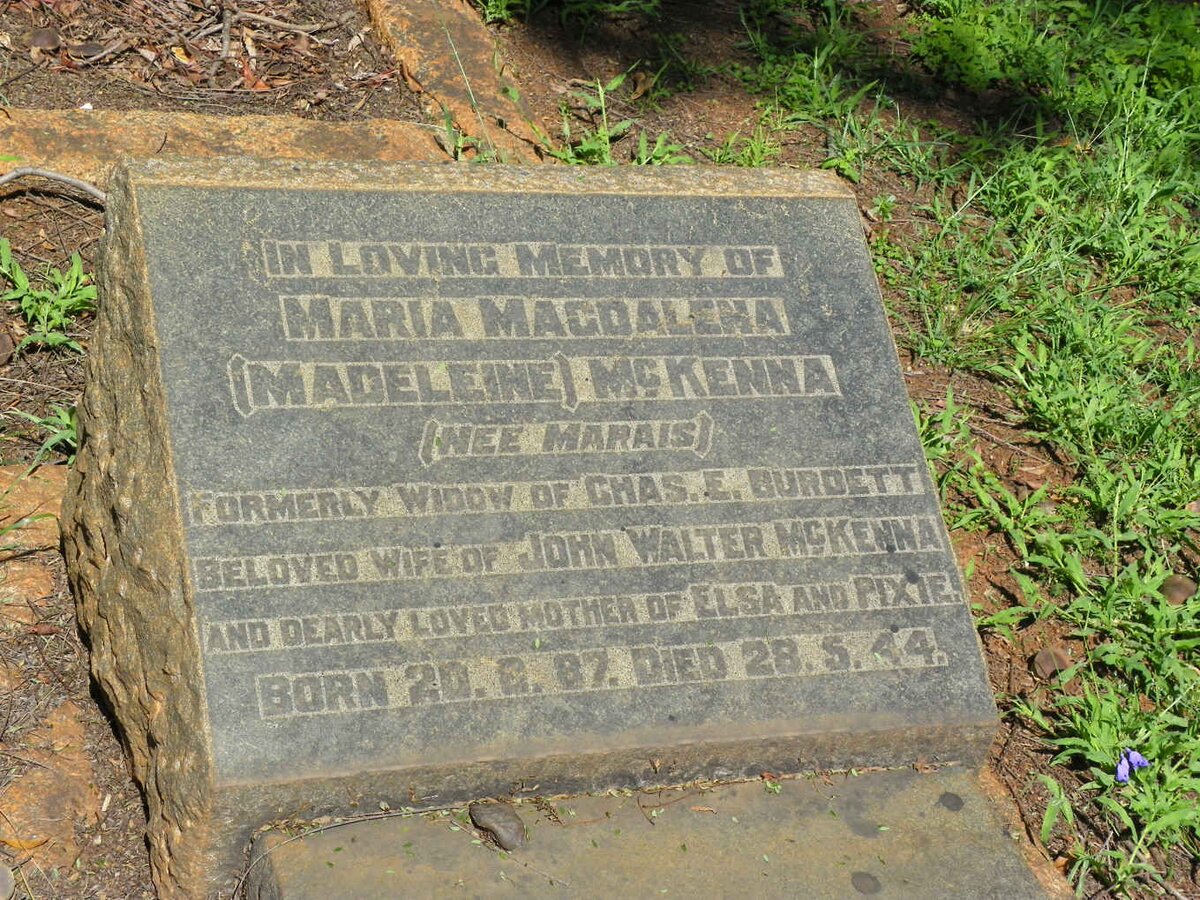 In Loving Memory of
Maria Magdalena
(Madeleine) McKenna
(nee Marais)
Formerly Widow of Chas. E. Burdett
Beloved Wife of John Walter McKenna
and dearly loved mother of Elsa and Pixie.
Born 20. 2. 87. Died 28. 5. 44.